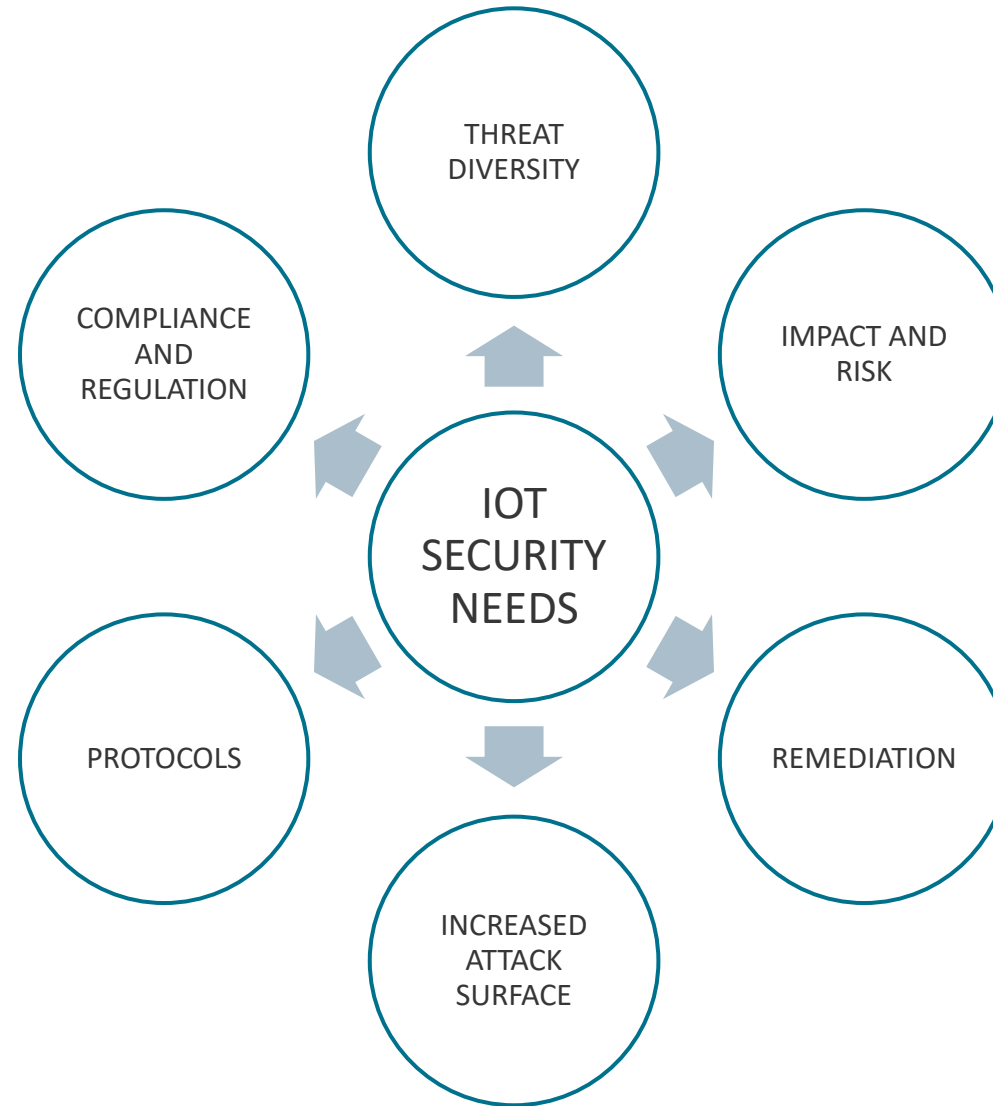 THREAT
DIVERSITY
COMPLIANCE
AND
REGULATION
IMPACT AND
RISK
IOT
SECURITY
NEEDS
PROTOCOLS
REMEDIATION
INCREASED
ATTACK
SURFACE